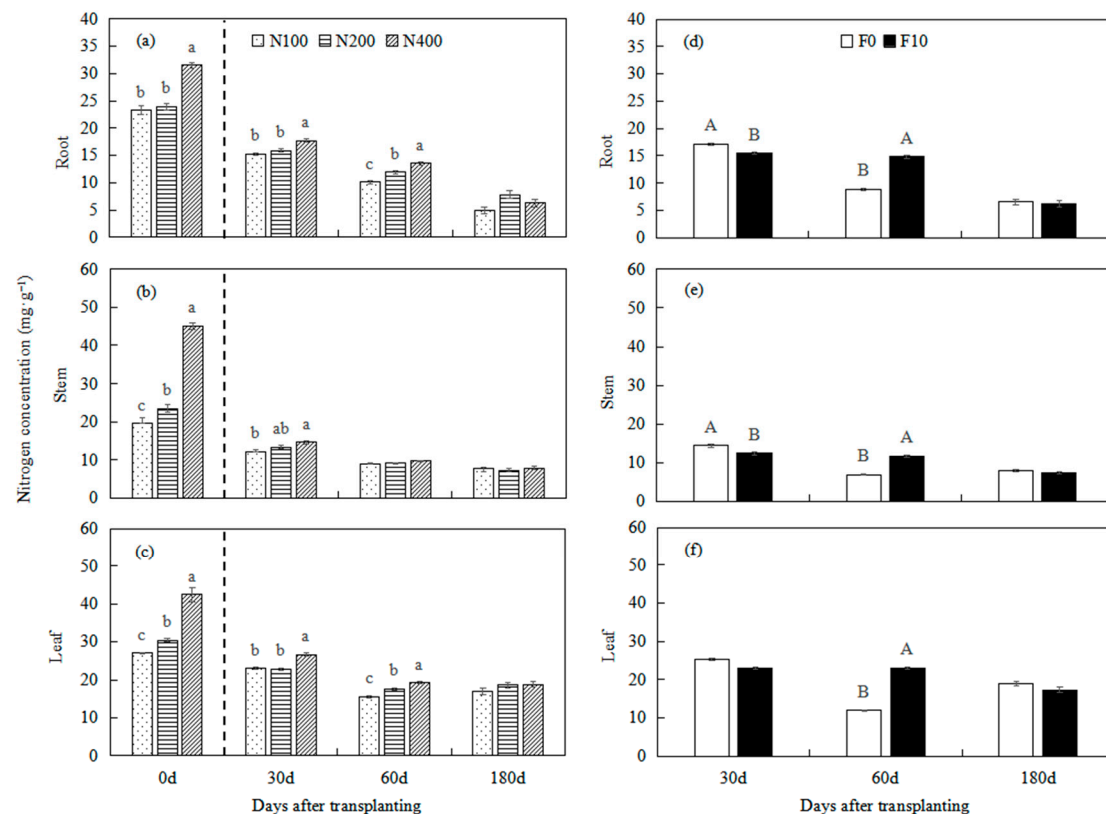 Nitrogen concentration (mg·g⁻¹)
Root
40
35
30
25
20
15
10
5
0
(a)
N100 N200 N400
b b a
b b a
c b a
Root
40
35
30
25
20
15
10
5
0
(d)
F0 F10
A B
B A
Stem
60
50
40
30
20
10
0
(b)
c b a
b ab a
Stem
60
50
40
30
20
10
0
(e)
A B
B A
Leaf
60
50
40
30
20
10
0
(c)
c b a
b b a
c b a
0d 30d 60d 180d
Days after transplanting
Leaf
60
50
40
30
20
10
0
(f)
B A
30d 60d 180d
Days after transplanting